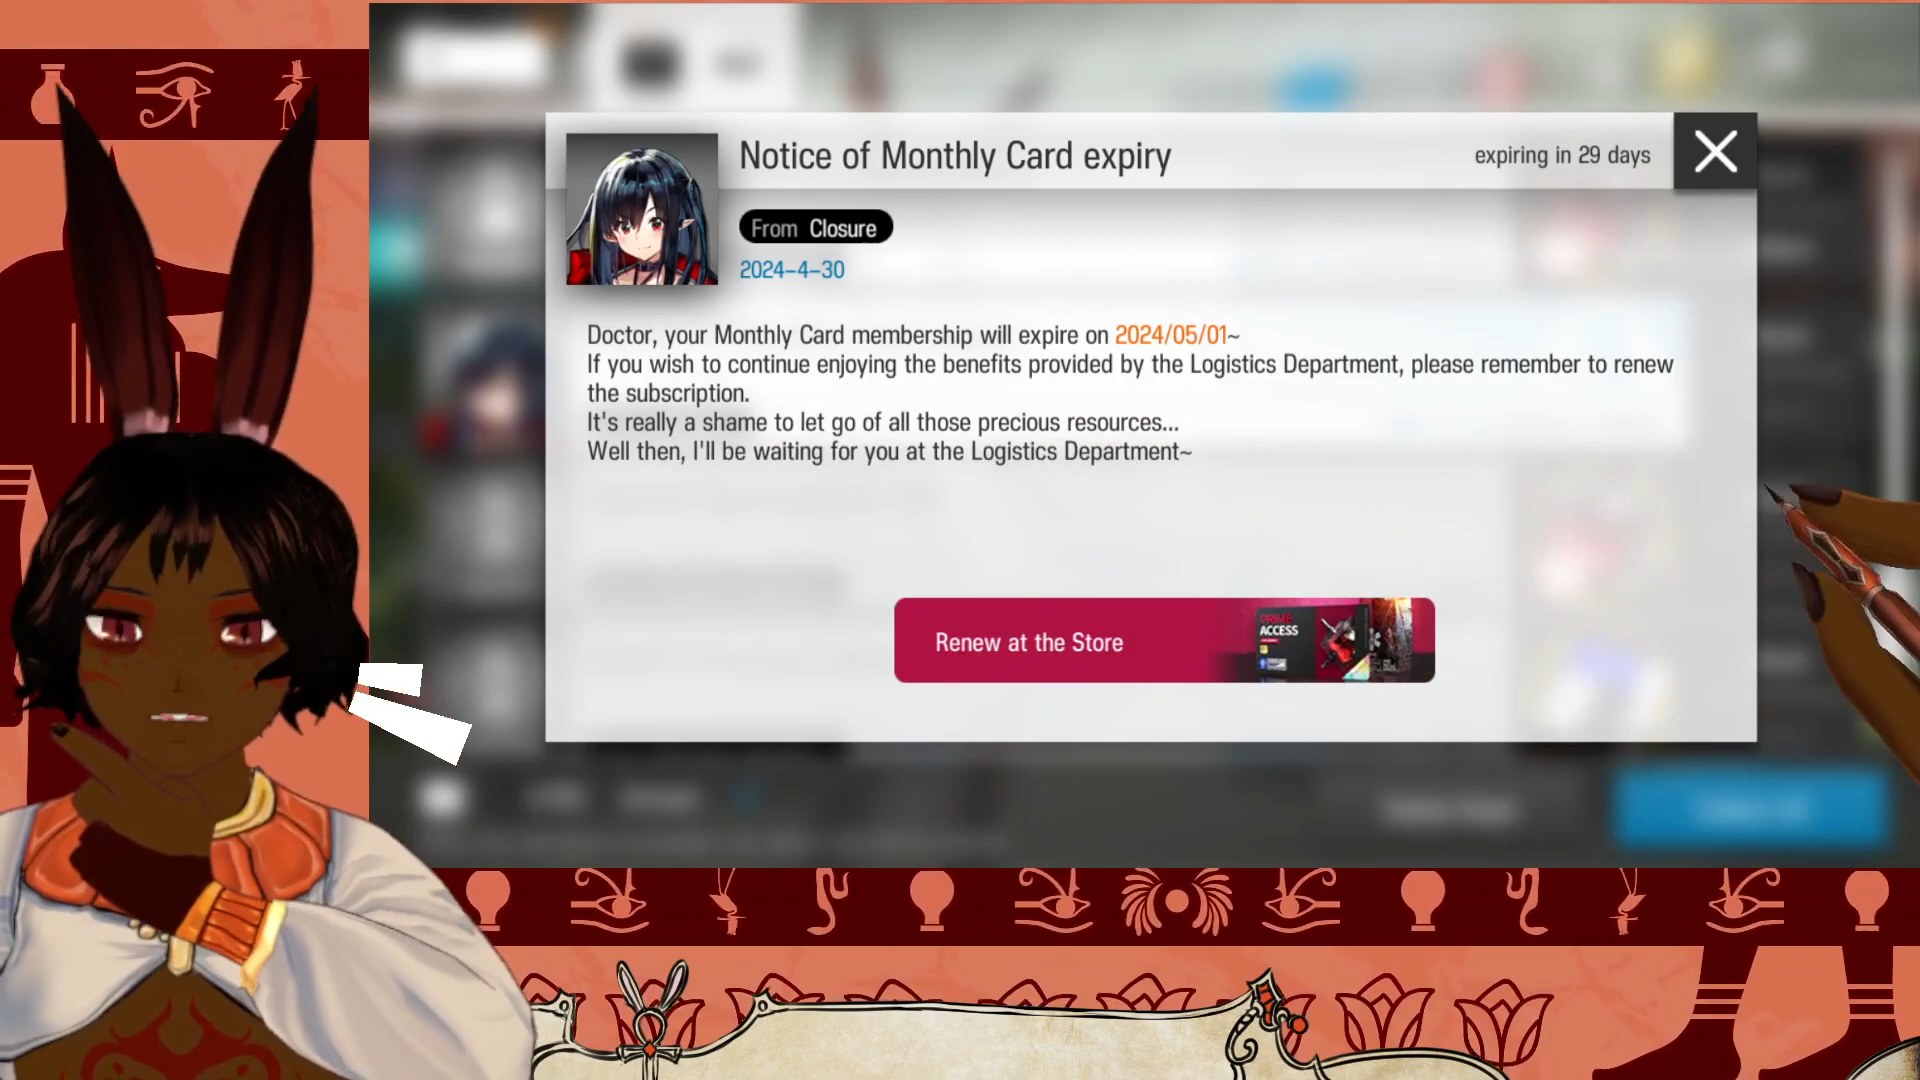 Notice of Monthly Card expiry
expiring in 29 days
From Closure
2024-4-30
Doctor, your Monthly Card membership will expire on 2024/05/01~
If you wish to continue enjoying the benefits provided by the Logistics Department, please remember to renew
the subscription.
It's really a shame to let go of all those precious resources...
Well then, I'll be waiting for you at the Logistics Department~
Renew at the Store
PRIME
ACCESS